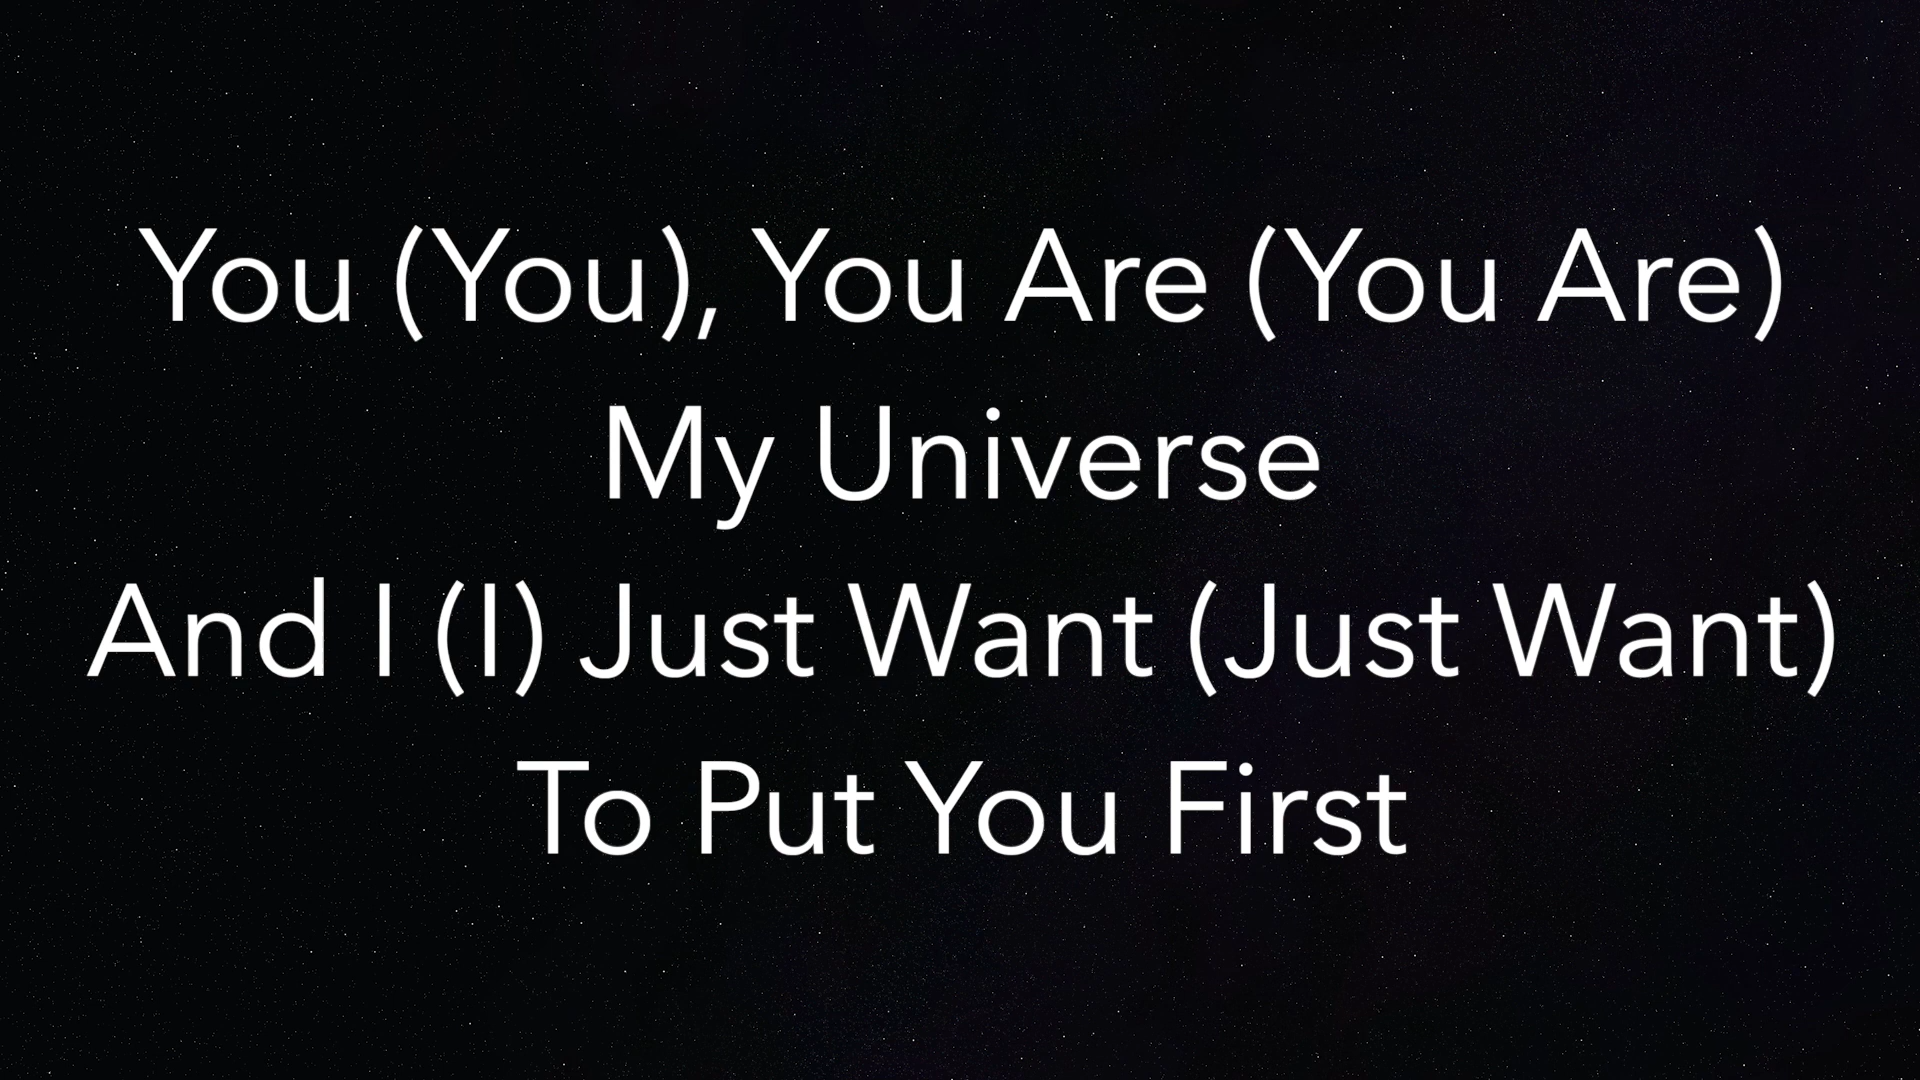 You (You), You Are (You Are)
My Universe
And I (I) Just Want (Just Want)
To Put You First